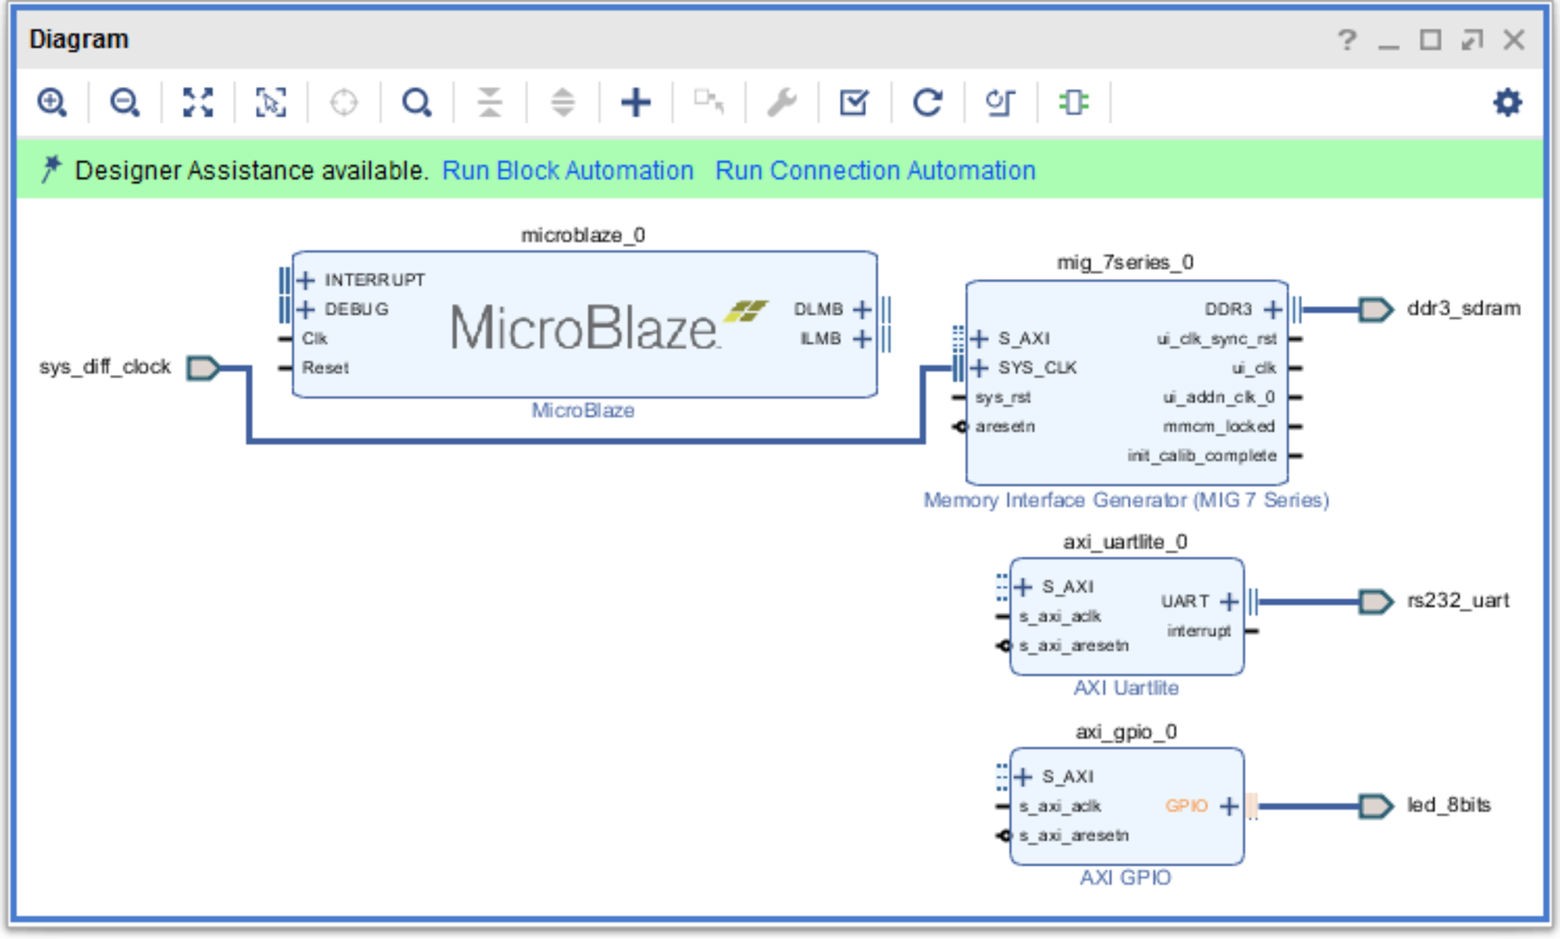 Diagram
Designer Assistance available. Run Block Automation Run Connection Automation
microblaze_0
INTERRUPT
DEBUG
Clk
Reset
MicroBlaze
DLMB
ILMB
MicroBlaze
sys_diff_clock
mig_7series_0
S_AXI
SYS_CLK
sys_rst
aresetn
DDR3
ui_clk_sync_rst
ui_clk
ui_addn_clk_0
mmcm_locked
init_calib_complete
Memory Interface Generator (MIG 7 Series)
ddr3_sdram
axi_uartlite_0
S_AXI
s_axi_aclk
s_axi_aresetn
UART
interrupt
AXI Uartlite
rs232_uart
axi_gpio_0
S_AXI
s_axi_aclk
s_axi_aresetn
GPIO
AXI GPIO
led_8bits